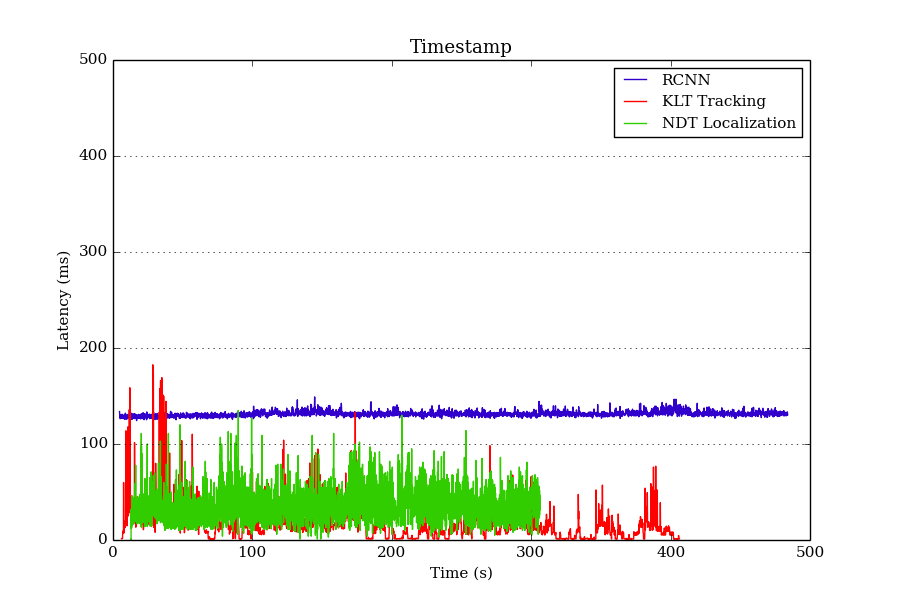 Timestamp
500
400
300
200
100
0
Latency (ms)
RCNN
KLT Tracking
NDT Localization
0 100 200 300 400 500
Time (s)